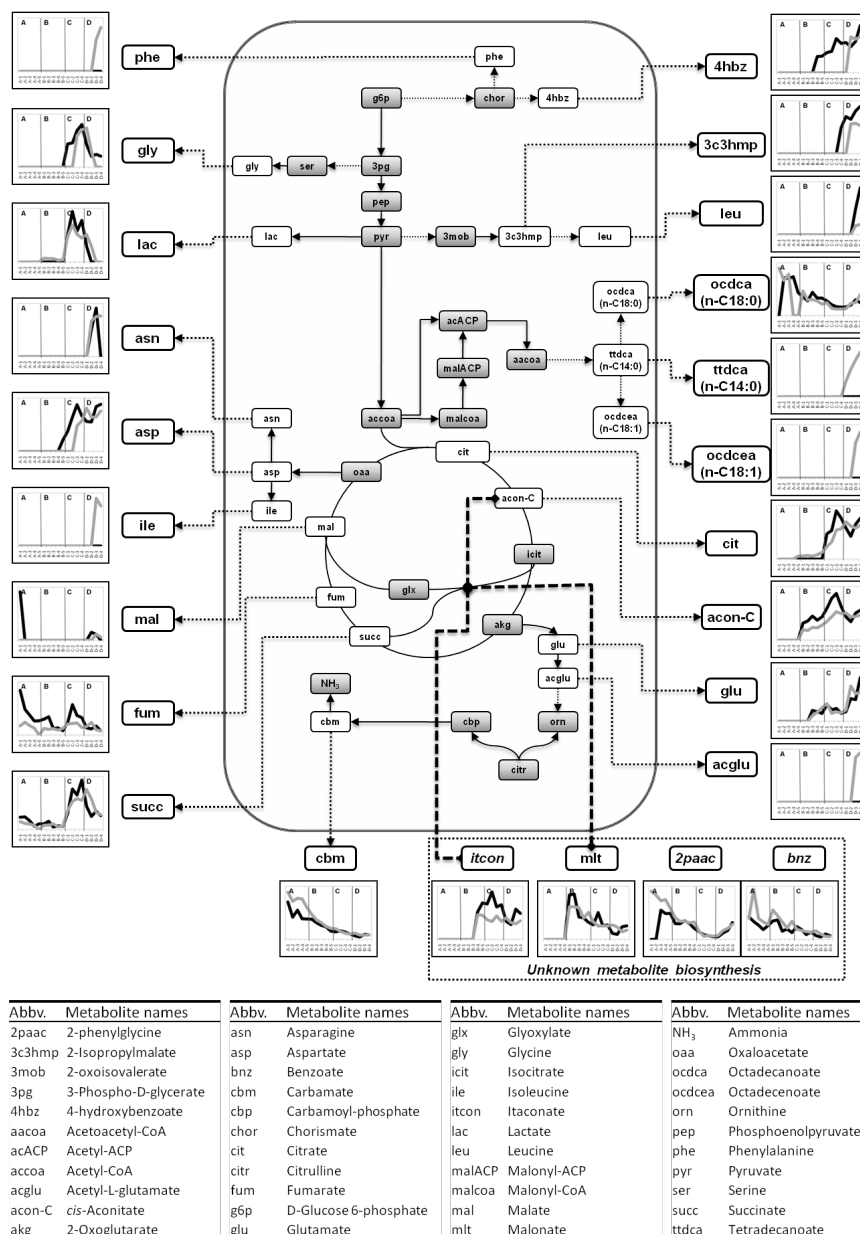 phe
gly
lac
asn
asp
ile
mal
fum
succ
phe
g6p
chor
4hbz
gly
ser
3pg
pep
lac
pyr
3mob
3c3hmp
leu
ocdca
(n-C18:0)
acACP
aacoa
ttdca
(n-C14:0)
malACP
ocdcea
(n-C18:1)
accoa
malcoa
asn
asp
oaa
ile
cit
acon-C
mal
icit
glx
fum
akg
succ
glu
acglu
NH3
cbm
cbp
orn
citr
4hbz
3c3hmp
leu
ocdca
(n-C18:0)
ttdca
(n-C14:0)
ocdcea
(n-C18:1)
cit
acon-C
glu
acglu
cbm
itcon
mlt
2paac
bnz
A B C D
Unknown metabolite biosynthesis
Abbv. Metabolite names
2paac 2-phenylglycine
3c3hmp 2-Isopropylmalate
3mob 2-oxoisovalerate
3pg 3-Phospho-D-glycerate
4hbz 4-hydroxybenzoate
aacoa Acetoacetyl-CoA
acACP Acetyl-ACP
accoa Acetyl-CoA
acglu Acetyl-L-glutamate
acon-C cis-Aconitate
akg 2-Oxoglutarate
Abbv. Metabolite names
asn Asparagine
asp Aspartate
bnz Benzoate
cbm Carbamate
cbp Carbamoyl-phosphate
chor Chorismate
cit Citrate
citr Citrulline
fum Fumarate
g6p D-Glucose 6-phosphate
glu Glutamate
Abbv. Metabolite names
glx Glyoxylate
gly Glycine
icit Isocitrate
ile Isoleucine
itcon Itaconate
lac Lactate
leu Leucine
malACP Malonyl-ACP
malcoa Malonyl-CoA
mal Malate
mlt Malonate
Abbv. Metabolite names
NH3 Ammonia
oaa Oxaloacetate
ocdca Octadecanoate
ocdcea Octadecenoate
orn Ornithine
pep Phosphoenolpyruvate
phe Phenylalanine
pyr Pyruvate
ser Serine
succ Succinate
ttdca Tetradecanoate